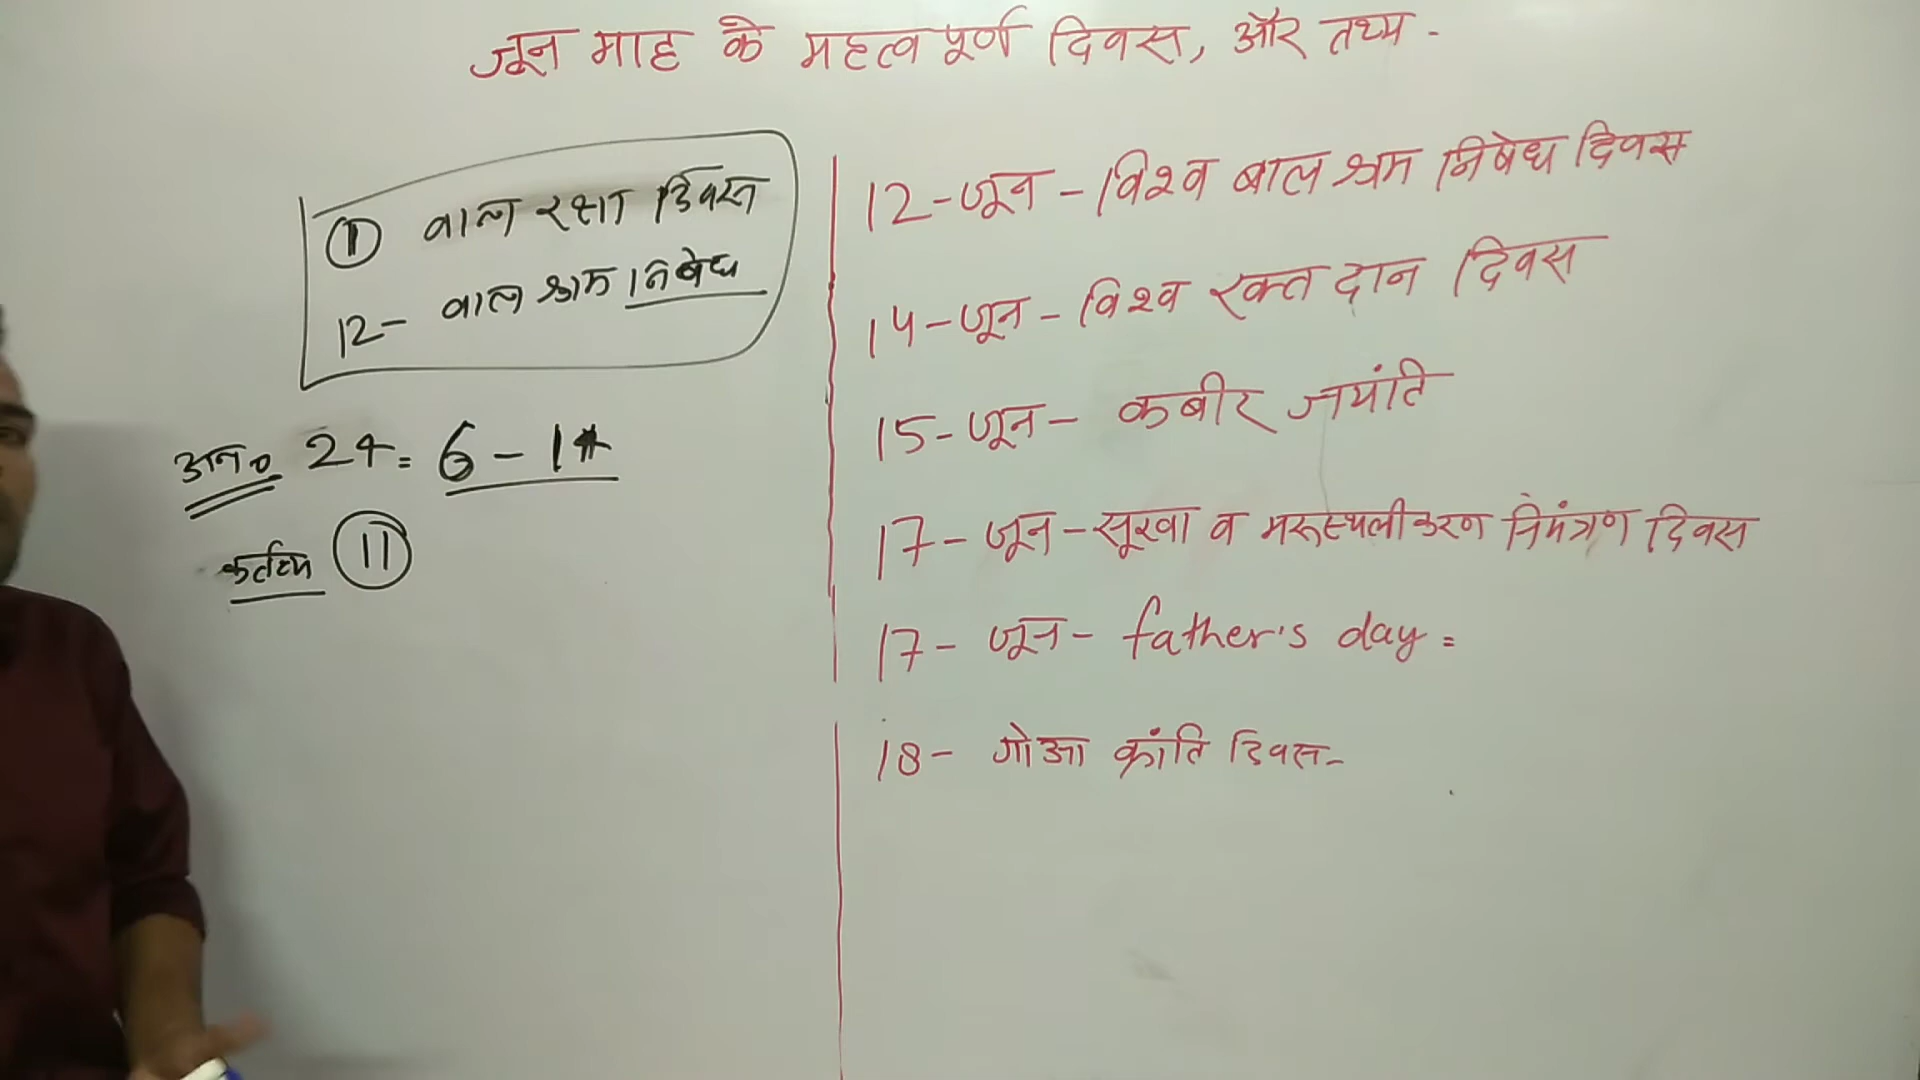 जून माह के महत्वपूर्ण दिवस, और तथ्य -
① बाल रक्षा दिवस
12- बाल श्रम निषेध
अनु० 24 = 6 - 14
कर्तव्य ⑪
12-जून - विश्व बाल श्रम निषेध दिवस
14-जून - विश्व रक्त दान दिवस
15-जून - कबीर जयंति
17-जून - सूखा व मरुस्थलीकरण नियंत्रण दिवस
17- जून - father's day =
18- गोआ क्रांति दिवस -